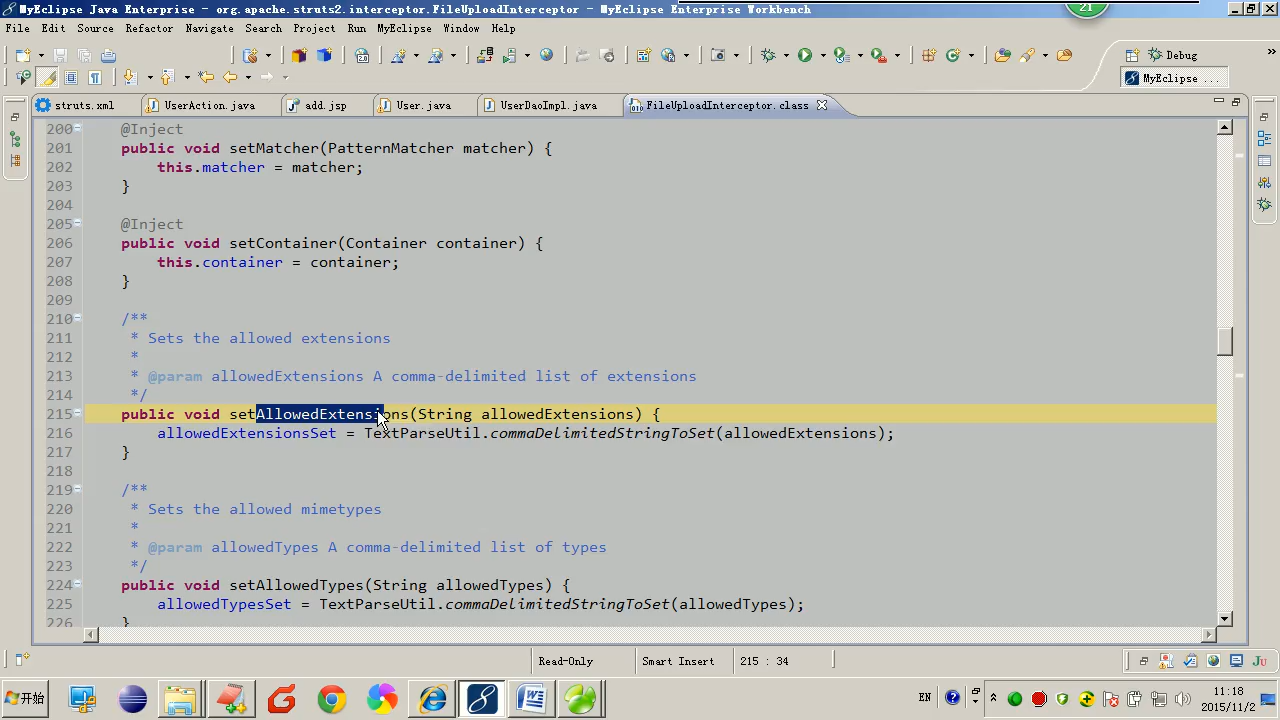 MyEclipse Java Enterprise - org.apache.struts2.interceptor.FileUploadInterceptor - MyEclipse Enterprise Workbench
21
File Edit Source Refactor Navigate Search Project Run MyEclipse Window Help
Debug
MyEclipse ...
struts.xml UserAction.java add.jsp User.java UserDaoImpl.java FileUploadInterceptor.class
200 @Inject
201 public void setMatcher(PatternMatcher matcher) {
202 this.matcher = matcher;
203 }
204
205 @Inject
206 public void setContainer(Container container) {
207 this.container = container;
208 }
209
210 /**
211 * Sets the allowed extensions
212 *
213 * @param allowedExtensions A comma-delimited list of extensions
214 */
215 public void setAllowedExtensions(String allowedExtensions) {
216 allowedExtensionsSet = TextParseUtil.commaDelimitedStringToSet(allowedExtensions);
217 }
218
219 /**
220 * Sets the allowed mimetypes
221 *
222 * @param allowedTypes A comma-delimited list of types
223 */
224 public void setAllowedTypes(String allowedTypes) {
225 allowedTypesSet = TextParseUtil.commaDelimitedStringToSet(allowedTypes);
226 }
Read-Only Smart Insert 215 : 34
开始 EN 11:18
2015/11/2